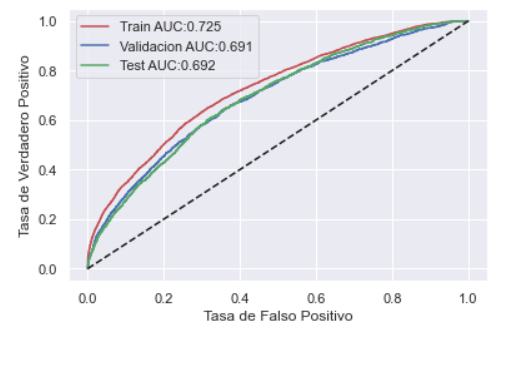 Train AUC:0.725
Validacion AUC:0.691
Test AUC:0.692
Tasa de Verdadero Positivo
1.0
0.8
0.6
0.4
0.2
0.0
0.0 0.2 0.4 0.6 0.8 1.0
Tasa de Falso Positivo